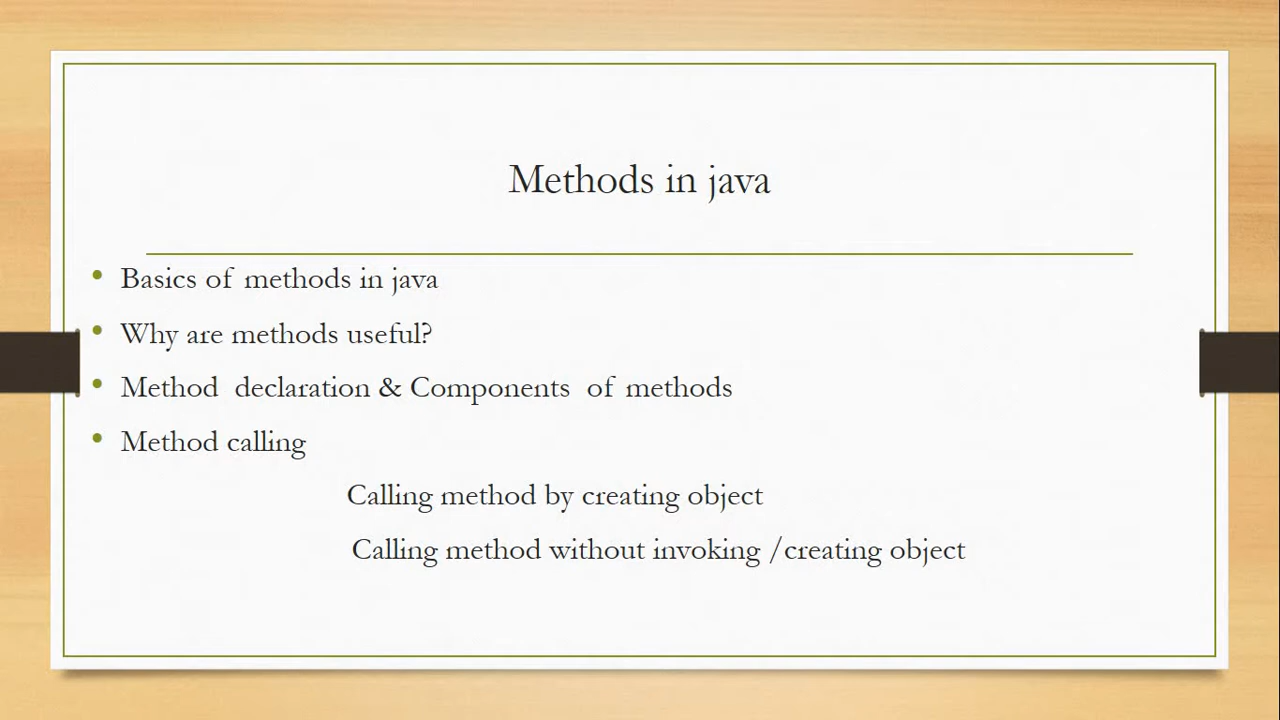 Methods in java
Basics of methods in java
Why are methods useful?
Method declaration & Components of methods
Method calling
Calling method by creating object
Calling method without invoking /creating object